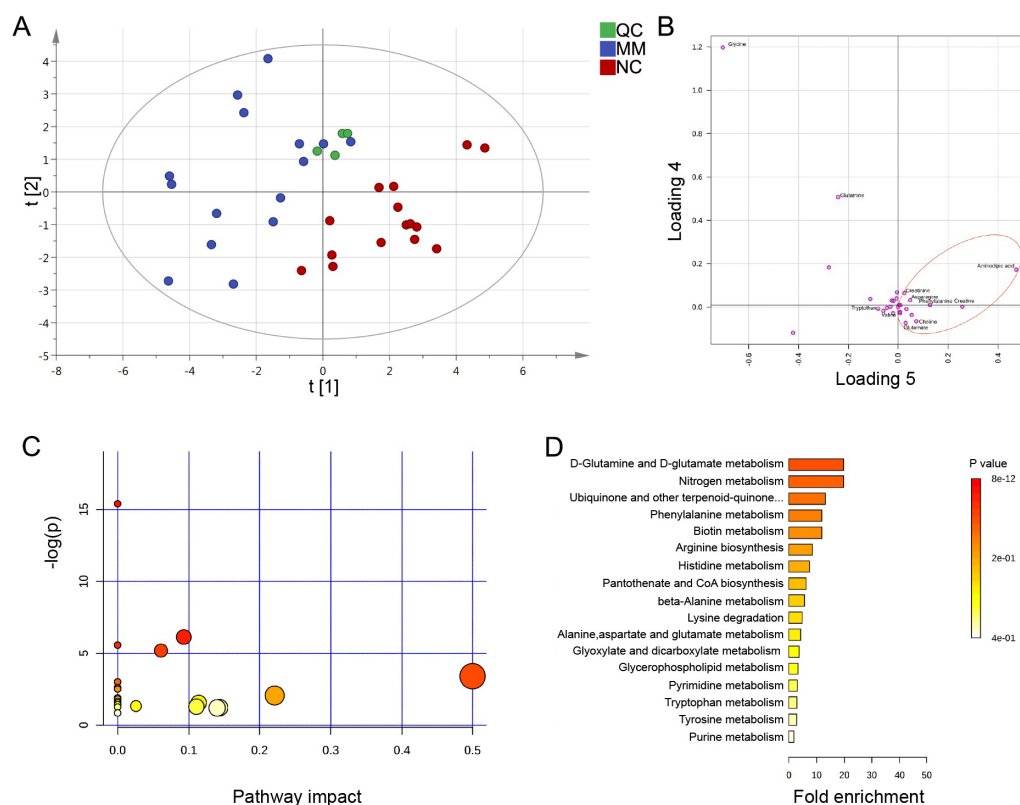 A
QC
MM
NC
4
3
2
1
0
-1
-2
-3
-4
-5
-8
-6
-4
-2
0
2
4
6
t [2]
t [1]
B
1.2
1.0
0.8
0.6
0.4
0.2
0.0
-0.6
-0.4
-0.2
0.0
0.2
0.4
Glycine
Glutamine
Aminodipic acid
Creatinine
Asparagine
Phenylalanine
Creatine
Tryptothan
Valine
Choline
Glutamate
Loading 4
Loading 5
C
15
10
5
0
0.0
0.1
0.2
0.3
0.4
0.5
-log(p)
Pathway impact
D
D-Glutamine and D-glutamate metabolism
Nitrogen metabolism
Ubiquinone and other terpenoid-quinone...
Phenylalanine metabolism
Biotin metabolism
Arginine biosynthesis
Histidine metabolism
Pantothenate and CoA biosynthesis
beta-Alanine metabolism
Lysine degradation
Alanine,aspartate and glutamate metabolism
Glyoxylate and dicarboxylate metabolism
Glycerophospholipid metabolism
Pyrimidine metabolism
Tryptophan metabolism
Tyrosine metabolism
Purine metabolism
0 10 20 30 40 50
Fold enrichment
P value
8e-12
2e-01
4e-01